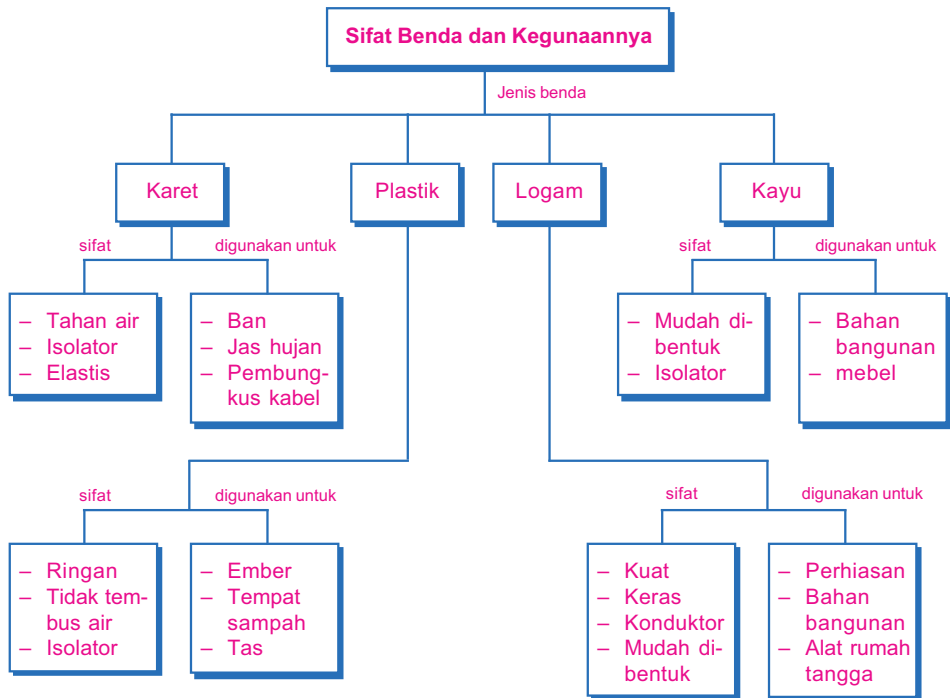 Sifat Benda dan Kegunaannya
Jenis benda
Karet
Plastik
Logam
Kayu
sifat
digunakan untuk
– Tahan air
– Isolator
– Elastis
– Ban
– Jas hujan
– Pembung-
kus kabel
sifat
digunakan untuk
– Mudah di-
bentuk
– Isolator
– Bahan
bangunan
– mebel
sifat
digunakan untuk
– Ringan
– Tidak tem-
bus air
– Isolator
– Ember
– Tempat
sampah
– Tas
sifat
digunakan untuk
– Kuat
– Keras
– Konduktor
– Mudah di-
bentuk
– Perhiasan
– Bahan
bangunan
– Alat rumah
tangga